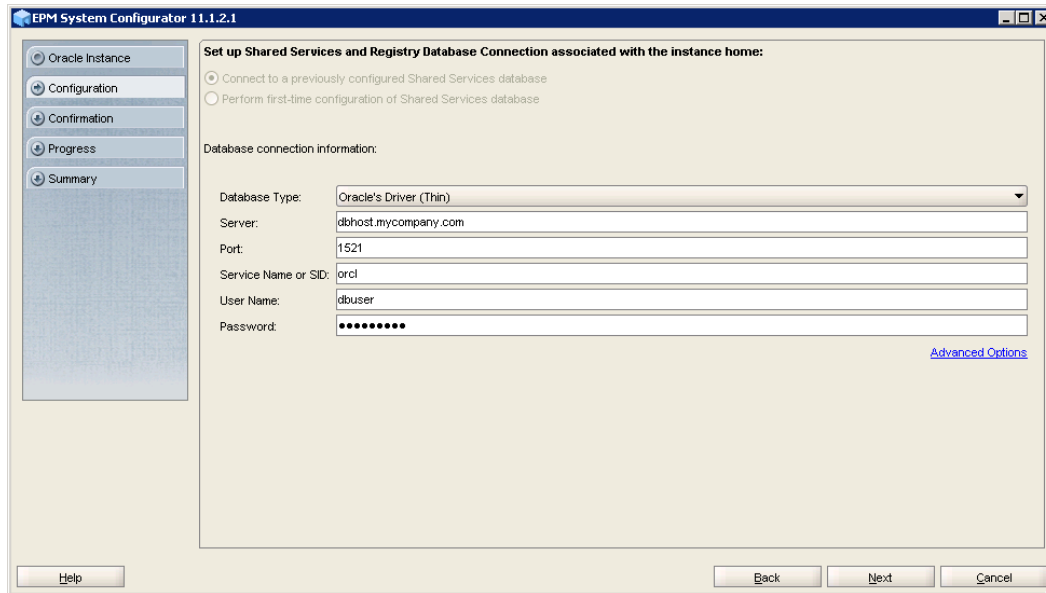 EPM System Configurator 11.1.2.1
Oracle Instance
Configuration
Confirmation
Progress
Summary
Set up Shared Services and Registry Database Connection associated with the instance home:
Connect to a previously configured Shared Services database
Perform first-time configuration of Shared Services database
Database connection information:
Database Type: Oracle's Driver (Thin)
Server: dbhost.mycompany.com
Port: 1521
Service Name or SID: orcl
User Name: dbuser
Password: •••••••••
Advanced Options
Help Back Next Cancel